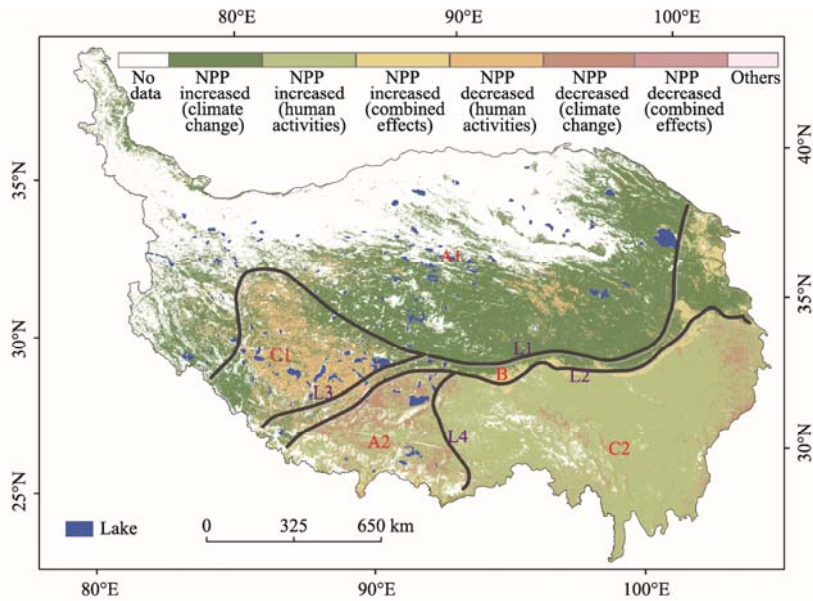 80°E 90°E 100°E
No data
NPP increased (climate change)
NPP increased (human activities)
NPP increased (combined effects)
NPP decreased (human activities)
NPP decreased (climate change)
NPP decreased (combined effects)
Others
35°N
40°N
A1
35°N
30°N
C1
L1
B
L2
L3
A2
L4
C2
30°N
25°N
Lake
0 325 650 km
80°E 90°E 100°E